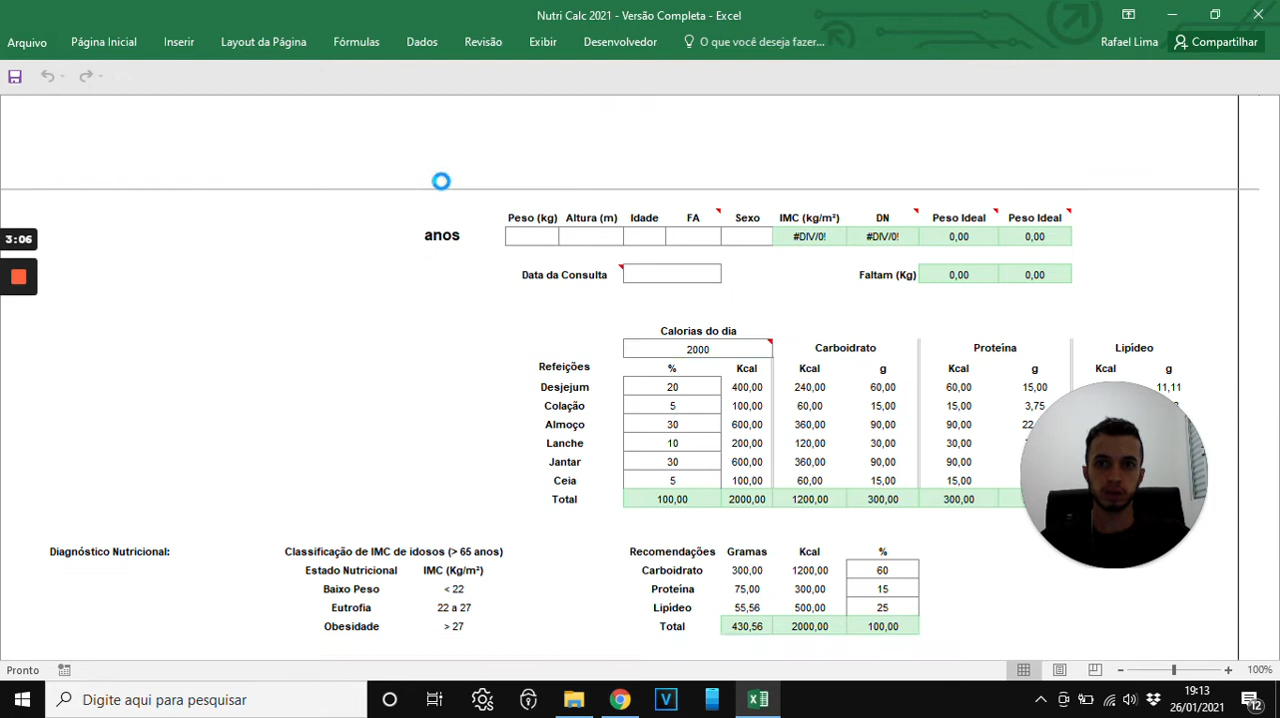 Nutri Calc 2021 - Versão Completa - Excel
Arquivo Página Inicial Inserir Layout da Página Fórmulas Dados Revisão Exibir Desenvolvedor O que você deseja fazer... Rafael Lima Compartilhar
Peso (kg) Altura (m) Idade FA Sexo IMC (kg/m²) DN Peso Ideal Peso Ideal
anos #DIV/0! #DIV/0! 0,00 0,00
3:06
Data da Consulta Faltam (Kg) 0,00 0,00
Calorias do dia
2000 Carboidrato Proteína Lipídeo
Refeições % Kcal Kcal g Kcal g Kcal g
Desjejum 20 400,00 240,00 60,00 60,00 15,00 11,11
Colação 5 100,00 60,00 15,00 15,00 3,75
Almoço 30 600,00 360,00 90,00 90,00 22
Lanche 10 200,00 120,00 30,00 30,00
Jantar 30 600,00 360,00 90,00 90,00
Ceia 5 100,00 60,00 15,00 15,00
Total 100,00 2000,00 1200,00 300,00 300,00
Diagnóstico Nutricional: Classificação de IMC de idosos (> 65 anos) Recomendações Gramas Kcal %
Estado Nutricional IMC (Kg/m²) Carboidrato 300,00 1200,00 60
Baixo Peso < 22 Proteína 75,00 300,00 15
Eutrofia 22 a 27 Lipídeo 55,56 500,00 25
Obesidade > 27 Total 430,56 2000,00 100,00
Pronto 100%
Digite aqui para pesquisar 19:13
26/01/2021 12